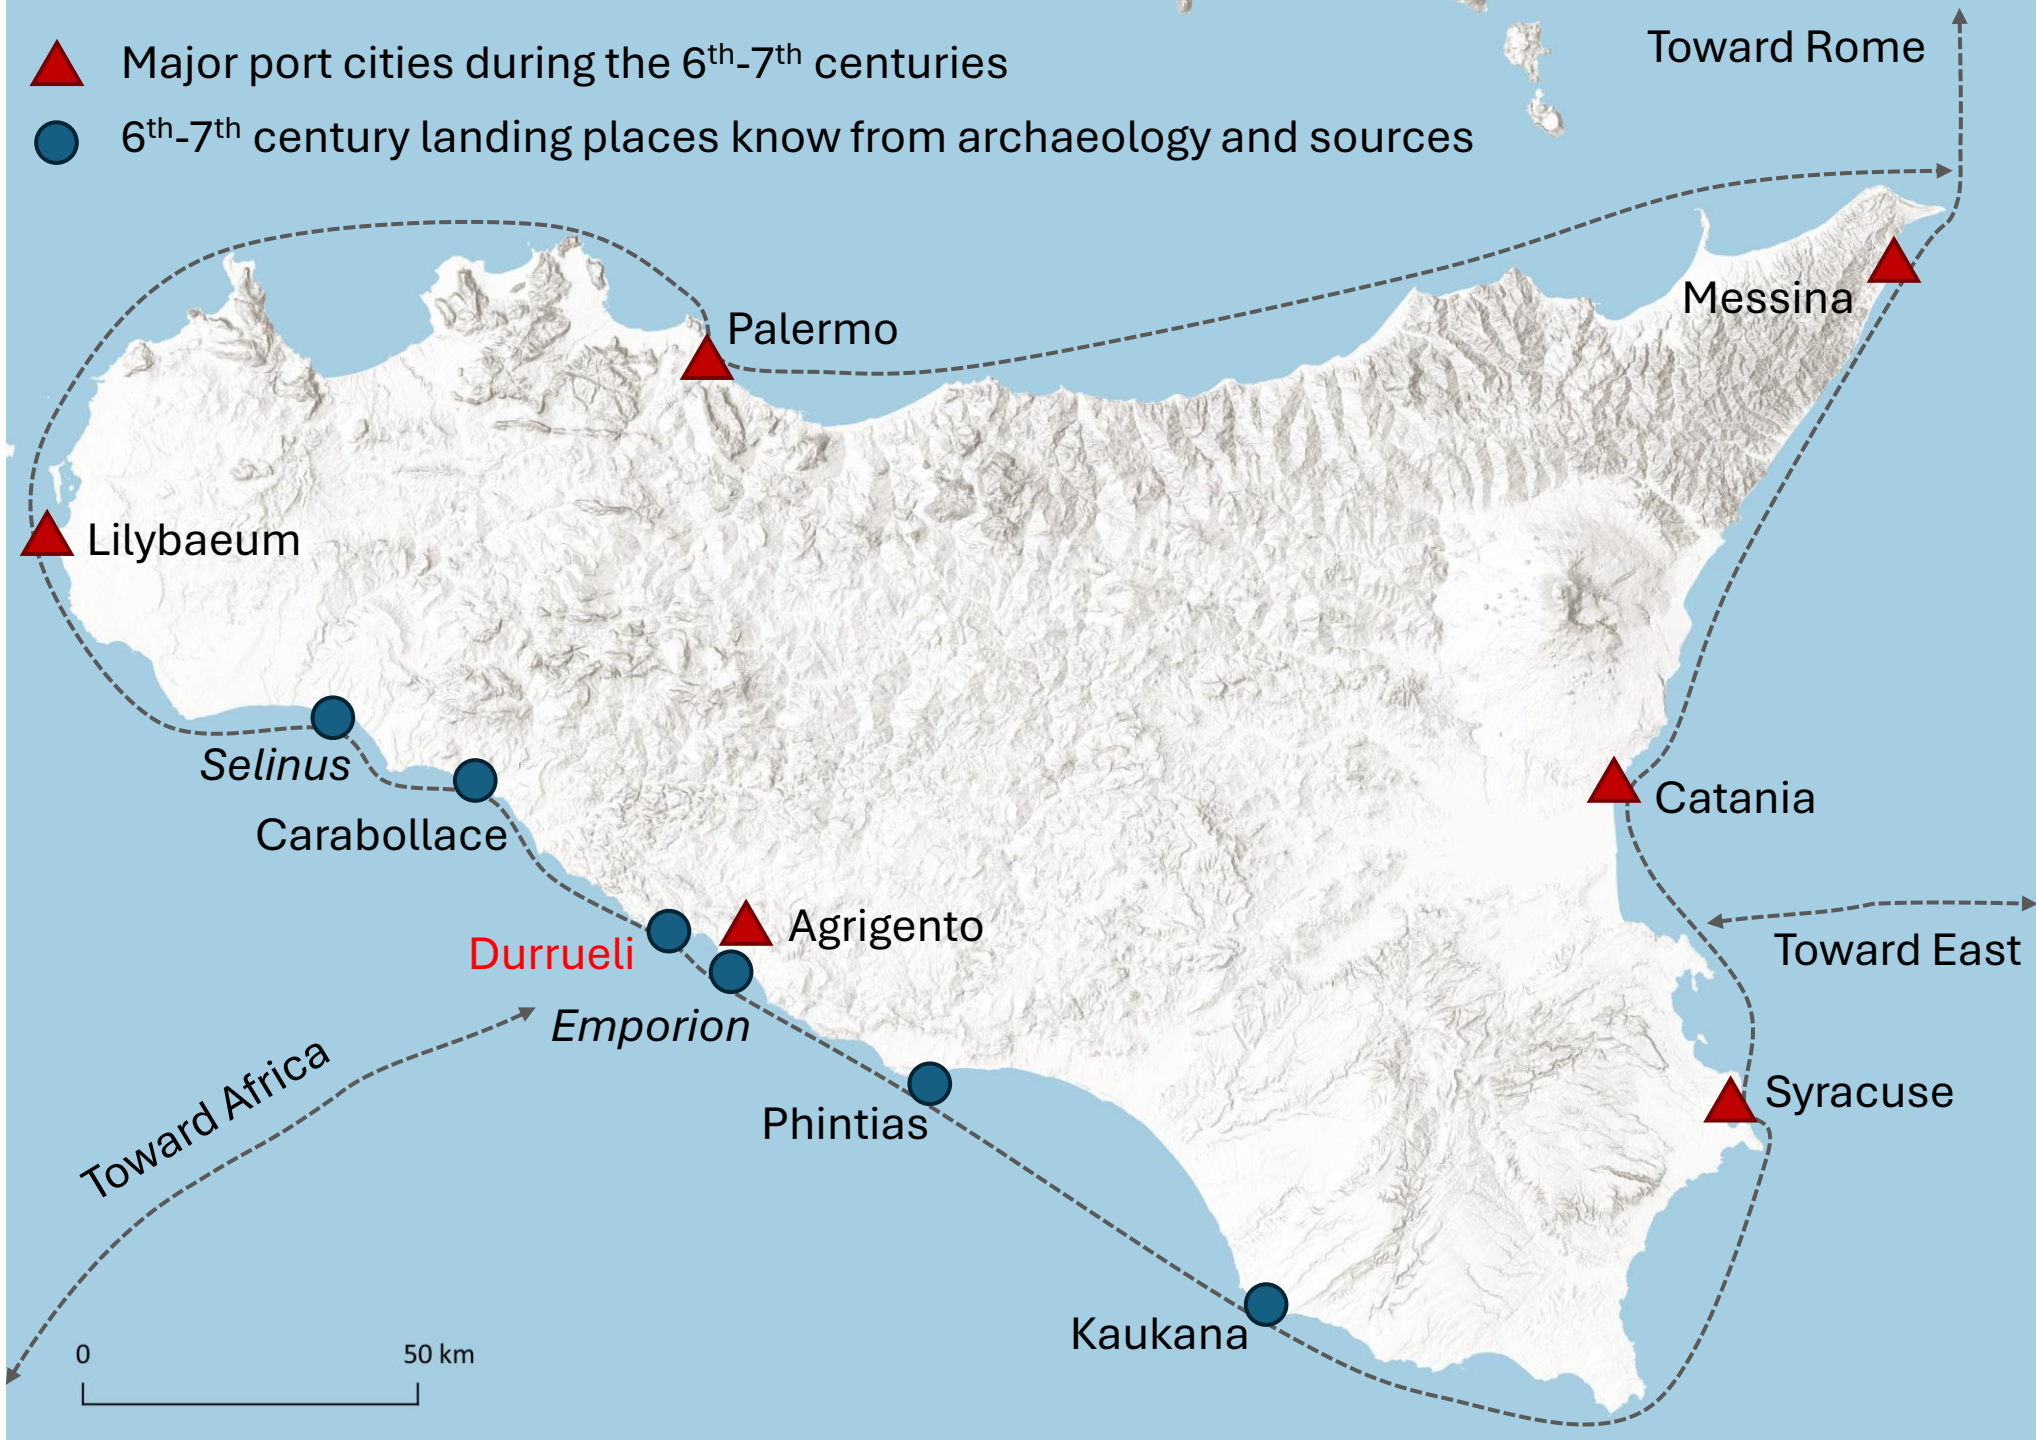 Major port cities during the 6th-7th centuries
6th-7th century landing places know from archaeology and sources
Toward Rome
Messina
Palermo
Lilybaeum
Selinus
Carabollace
Catania
Agrigento
Durrueli
Toward East
Emporion
Toward Africa
Phintias
Syracuse
Kaukana
0 50 km